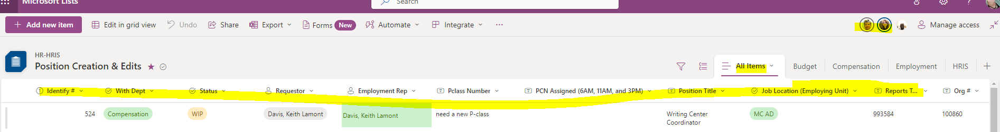 Microsoft Lists
Search
Add new item Edit in grid view Undo Share Export Forms New Automate Integrate ··· Manage access
HR-HRIS
Position Creation & Edits
All Items Budget Compensation Employment HRIS
Identify # With Dept Status Requestor Employment Rep Pclass Number PCN Assigned (6AM, 11AM, and 3PM) Position Title Job Location (Employing Unit) Reports T... Org #
524 Compensation WIP Davis, Keith Lamont Davis, Keith Lamont need a new P-class Writing Center MC AD 993584 100860
Coordinator